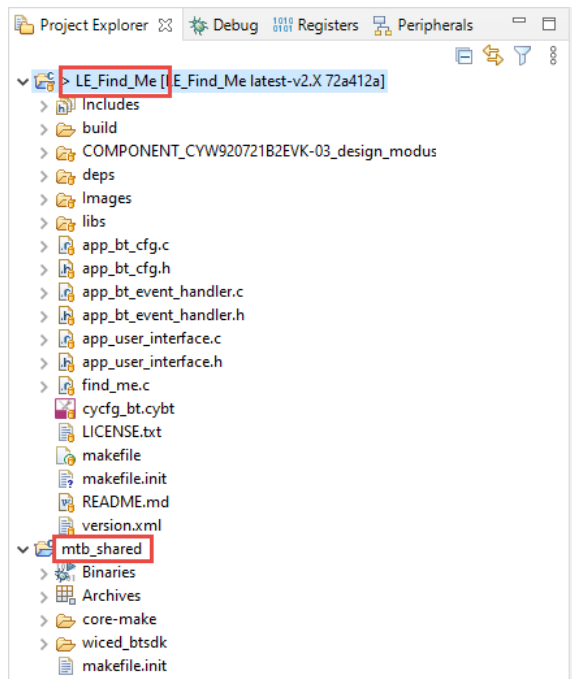 Project Explorer Debug Registers Peripherals
> LE_Find_Me [LE_Find_Me latest-v2.X 72a412a]
Includes
build
COMPONENT_CYW920721B2EVK-03_design_modus
deps
Images
libs
app_bt_cfg.c
app_bt_cfg.h
app_bt_event_handler.c
app_bt_event_handler.h
app_user_interface.c
app_user_interface.h
find_me.c
cycfg_bt.cybt
LICENSE.txt
makefile
makefile.init
README.md
version.xml
mtb_shared
Binaries
Archives
core-make
wiced_btsdk
makefile.init